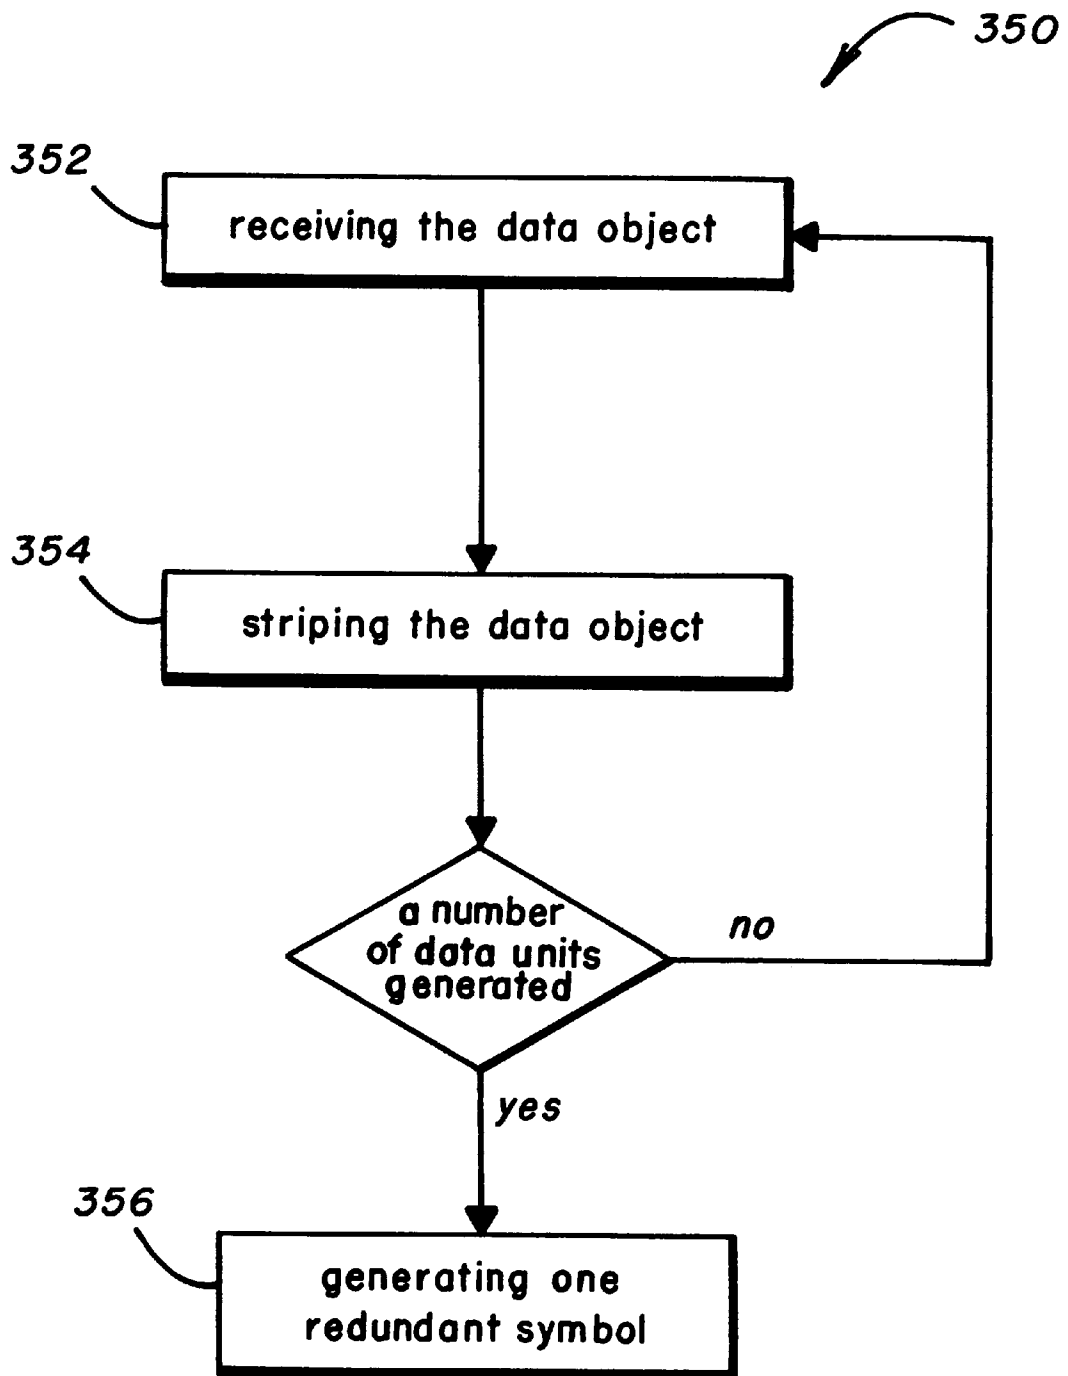 350
352
receiving the data object
354
striping the data object
a number
of data units
generated
no
yes
356
generating one
redundant symbol